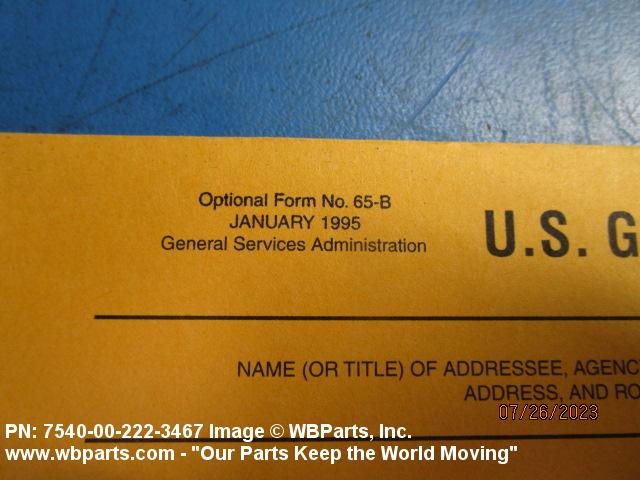 Optional Form No. 65-B
JANUARY 1995
General Services Administration
U.S. G
NAME (OR TITLE) OF ADDRESSEE, AGENC
ADDRESS, AND RO
07/26/2023
PN: 7540-00-222-3467 Image © WBParts, Inc.
www.wbparts.com - "Our Parts Keep the World Moving"